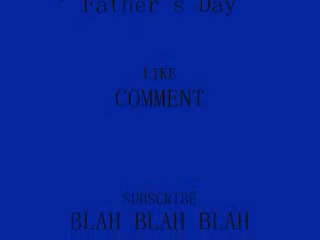 Father's Day
LIKE
COMMENT
SUBSCRIBE
BLAH BLAH BLAH